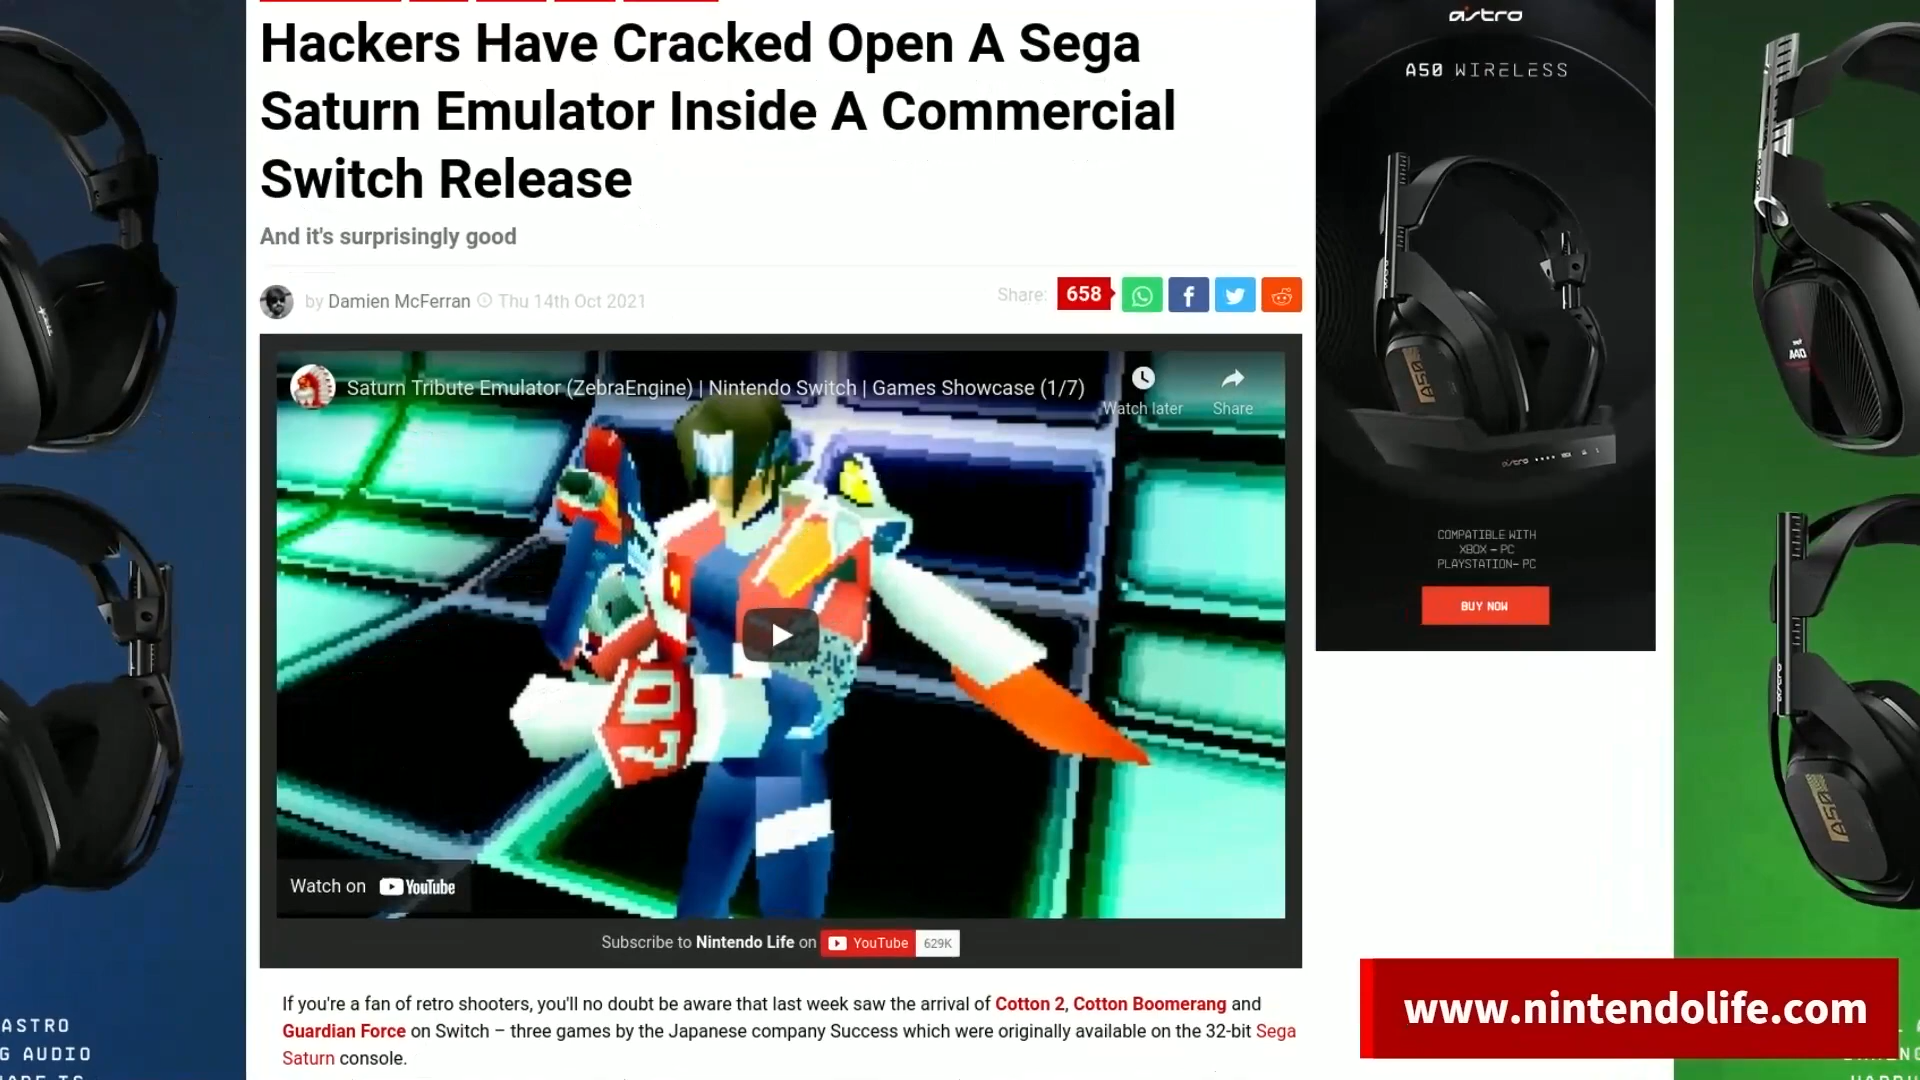 Hackers Have Cracked Open A Sega
Saturn Emulator Inside A Commercial
Switch Release
And it's surprisingly good
by Damien McFerran Thu 14th Oct 2021
Share: 658
Saturn Tribute Emulator (ZebraEngine) | Nintendo Switch | Games Showcase (1/7)
Watch later
Share
Watch on YouTube
Subscribe to Nintendo Life on YouTube 629K
If you're a fan of retro shooters, you'll no doubt be aware that last week saw the arrival of Cotton 2, Cotton Boomerang and
Guardian Force on Switch – three games by the Japanese company Success which were originally available on the 32-bit Sega
Saturn console.
astro
A50 WIRELESS
A50
astro
COMPATIBLE WITH
XBOX – PC
PLAYSTATION– PC
BUY NOW
A40
astro
A50
www.nintendolife.com
ASTRO
G AUDIO